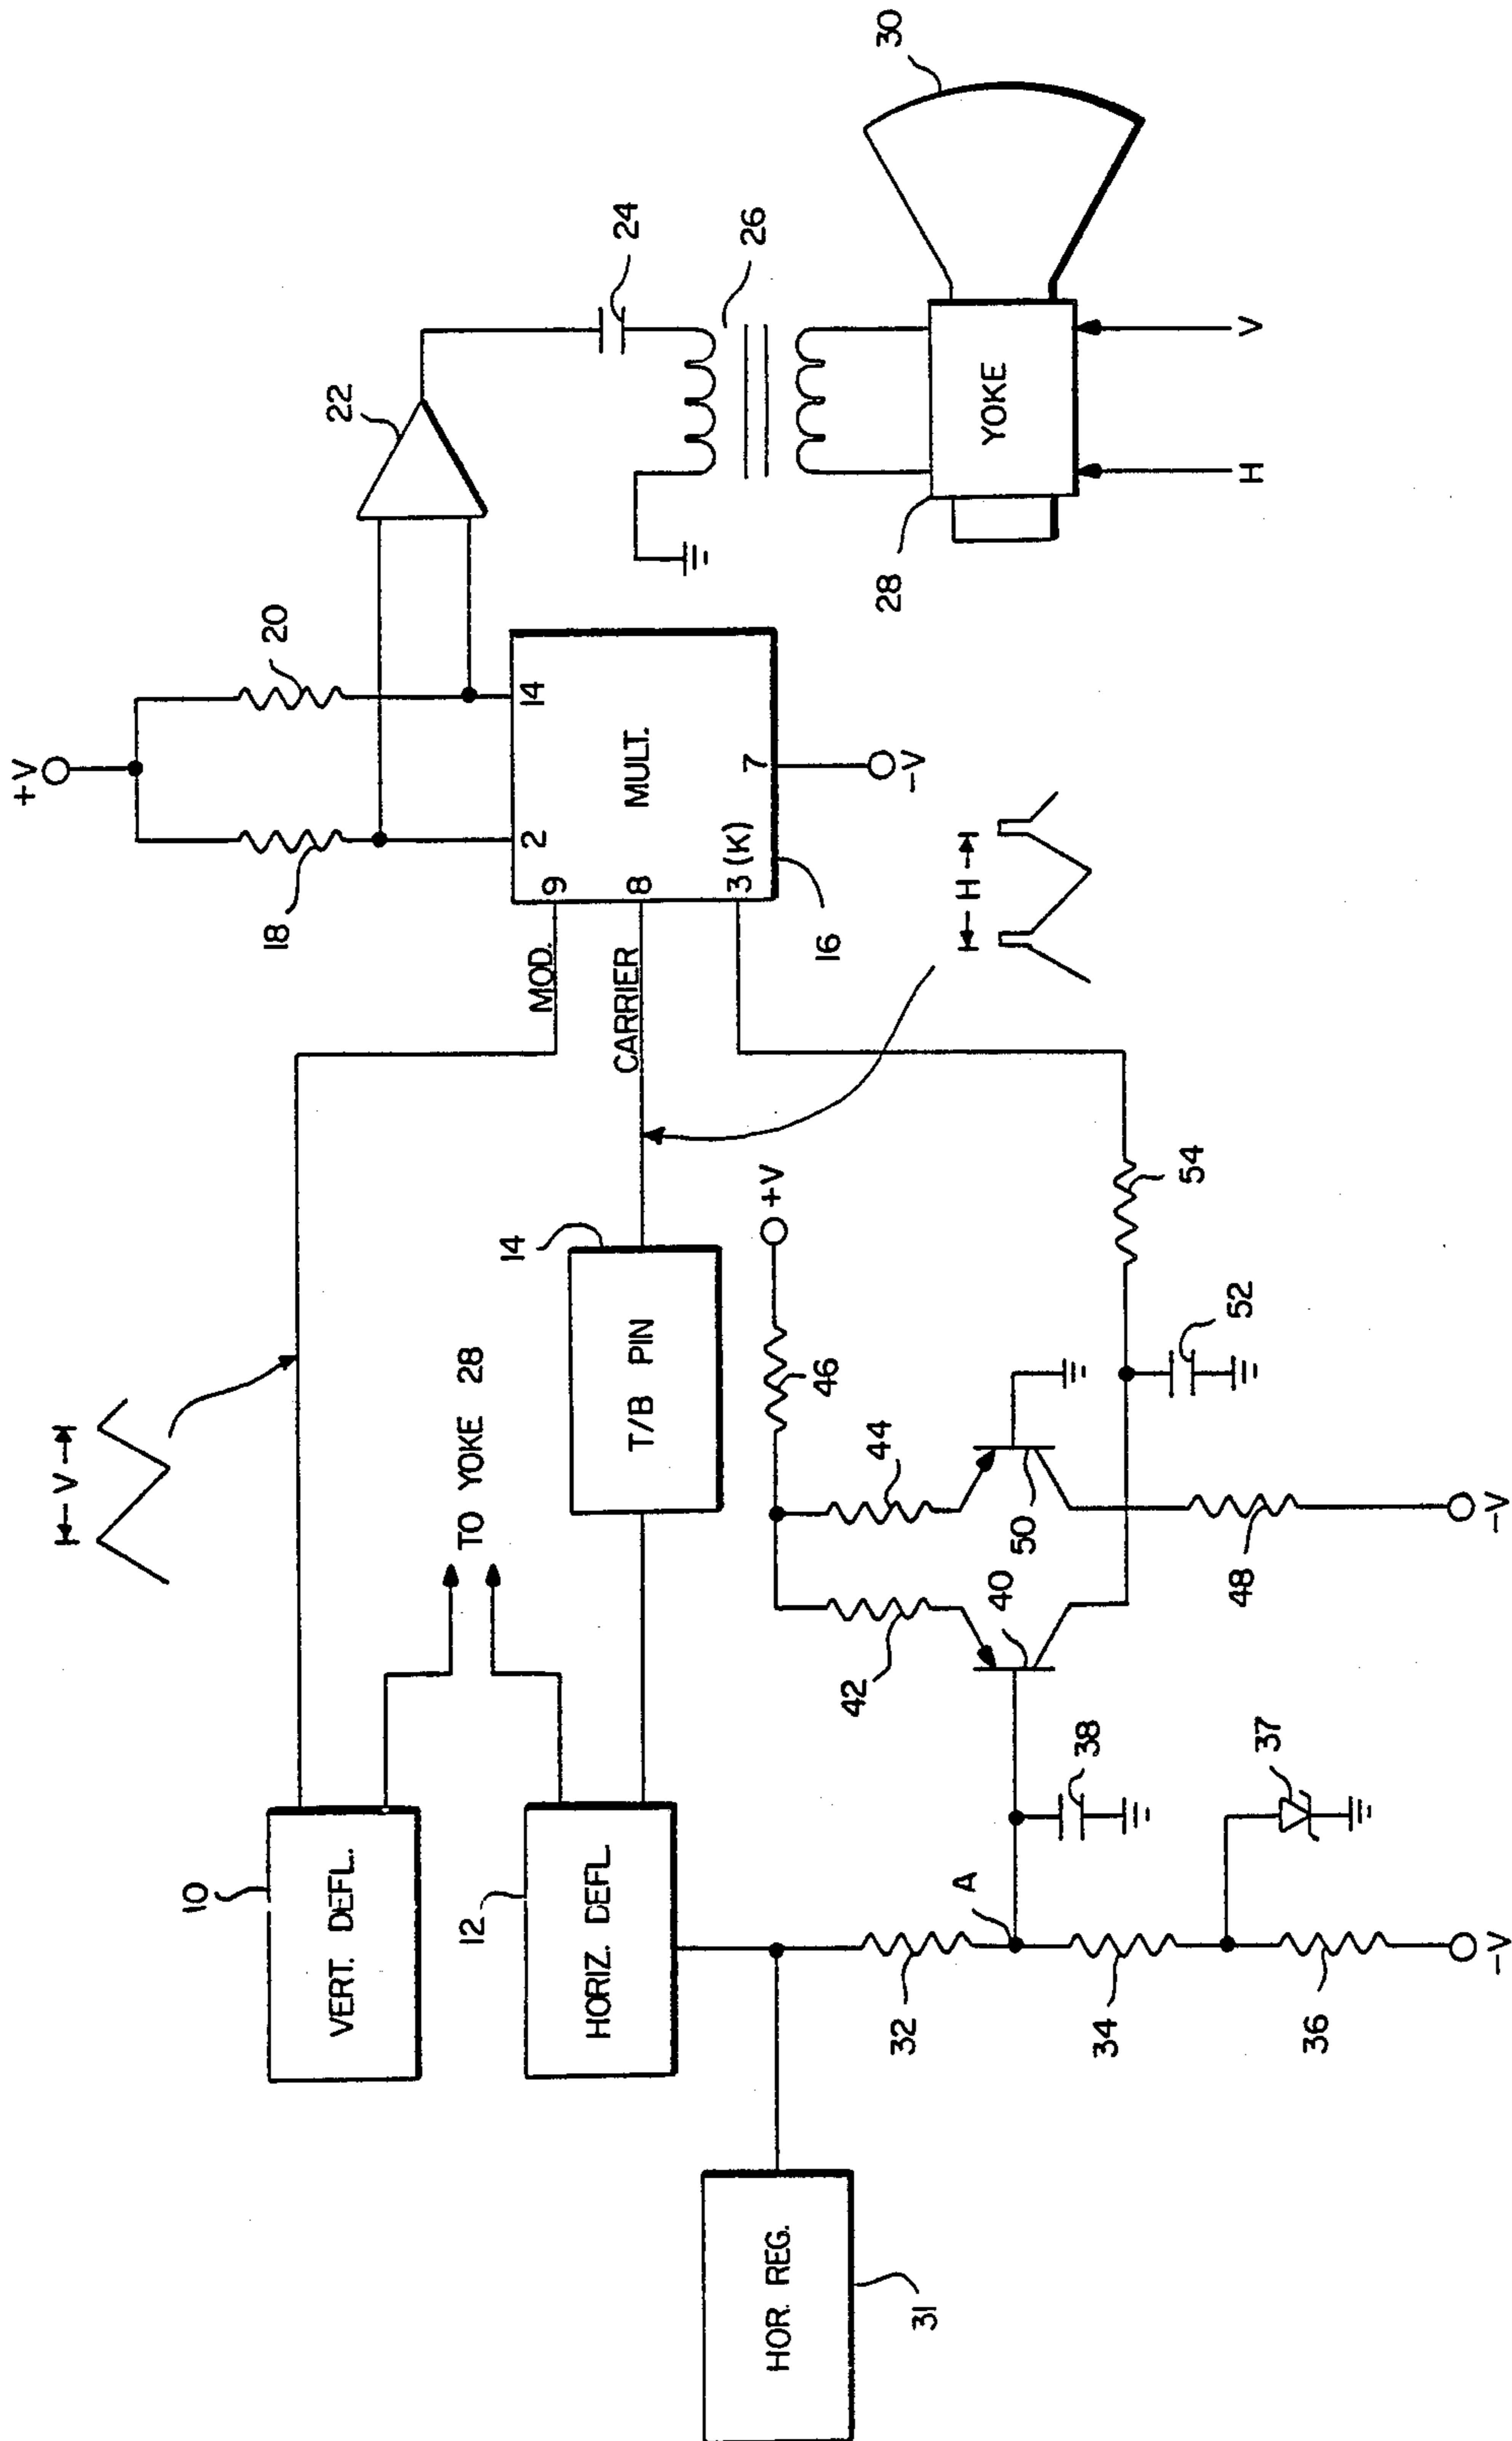 +V
18
20
22
24
26
28
30
YOKE
H
V
2
14
9
8
3 (K)
7
MULT.
16
-V
MOD.
CARRIER
|← H →|
|← V →|
TO YOKE 28
14
T/B PIN
+V
46
44
42
40
50
48
-V
52
54
10
VERT. DEFL.
12
HORIZ. DEFL.
HOR. REG.
31
32
A
34
36
37
38
-V